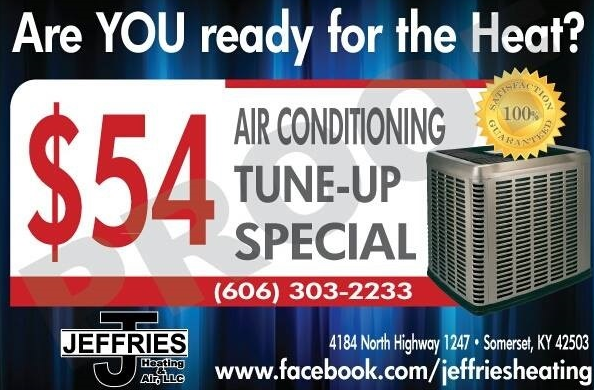 Are YOU ready for the Heat?
$54
AIR CONDITIONING
TUNE-UP
SPECIAL
SATISFACTION
100%
GUARANTEED
PROOF
(606) 303-2233
J
JEFFRIES
Heating
&
Air, LLC
4184 North Highway 1247 • Somerset, KY 42503
www.facebook.com/jeffriesheating